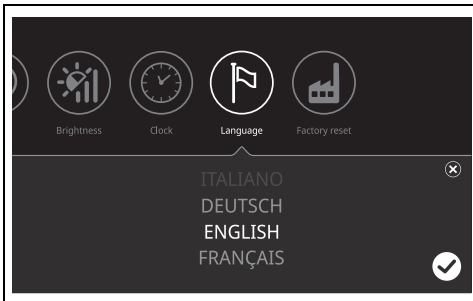 Brightness Clock Language Factory reset
ITALIANO
DEUTSCH
ENGLISH
FRANÇAIS